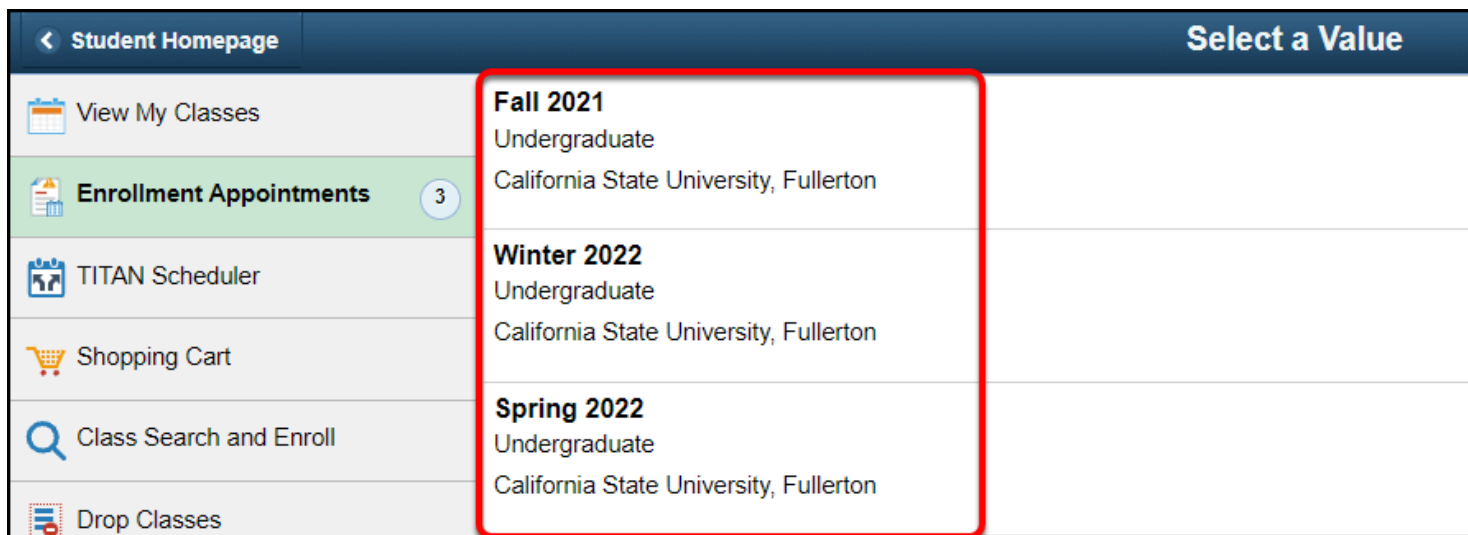 Student Homepage
Select a Value
View My Classes
Enrollment Appointments 3
TITAN Scheduler
Shopping Cart
Class Search and Enroll
Drop Classes
Fall 2021
Undergraduate
California State University, Fullerton
Winter 2022
Undergraduate
California State University, Fullerton
Spring 2022
Undergraduate
California State University, Fullerton